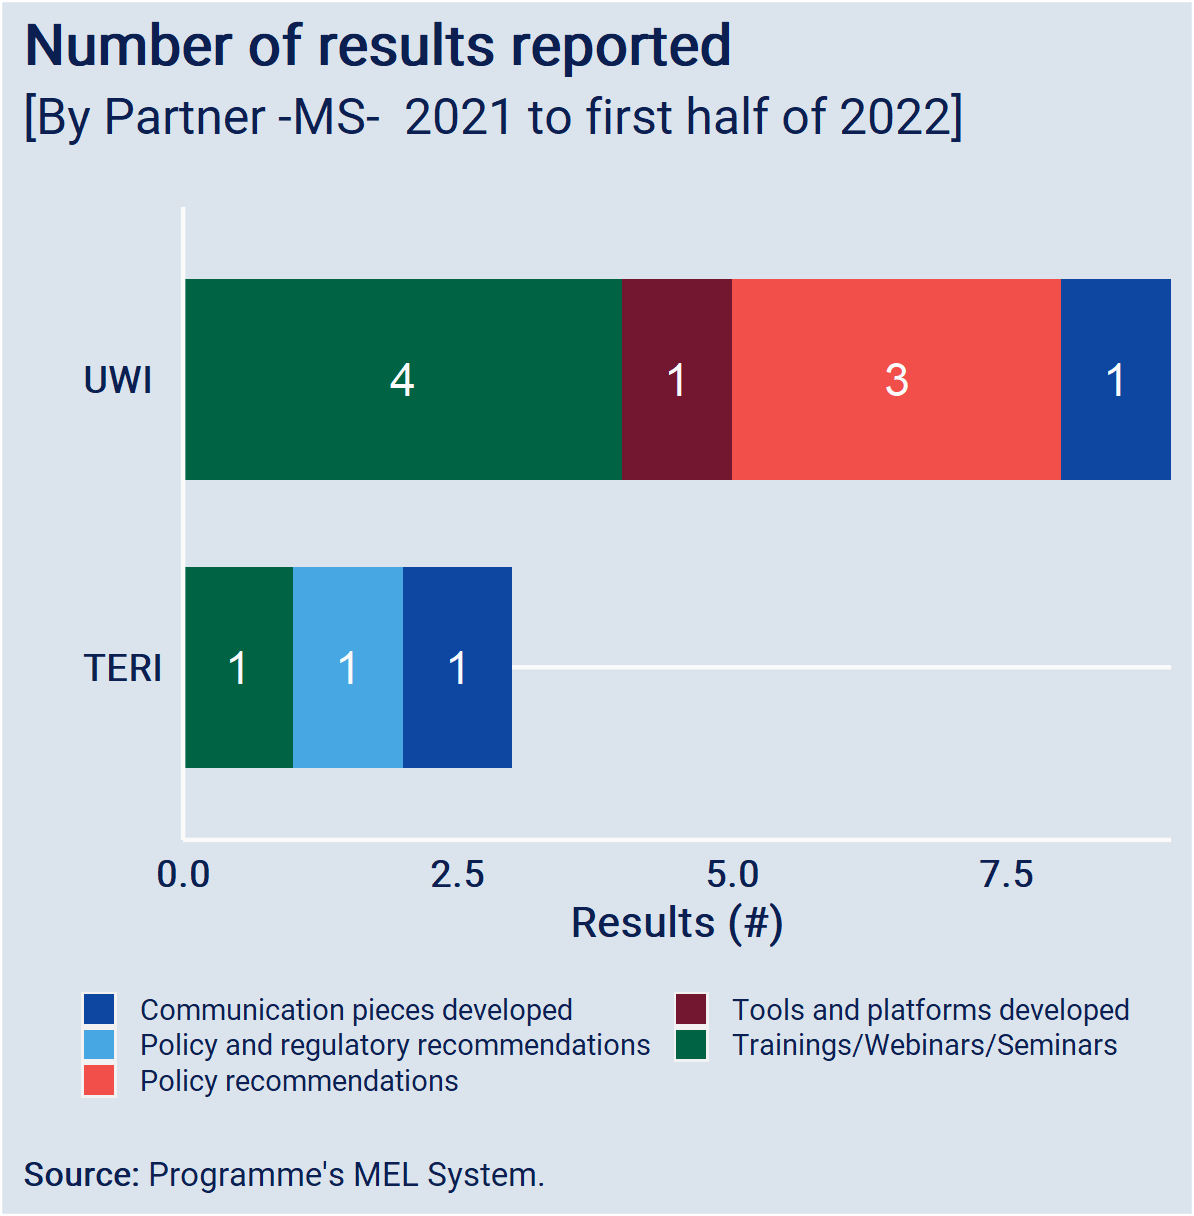 Number of results reported
[By Partner -MS-  2021 to first half of 2022]
UWI
4
1
3
1
TERI
1
1
1
0.0
2.5
5.0
7.5
Results (#)
Communication pieces developed
Policy and regulatory recommendations
Policy recommendations
Tools and platforms developed
Trainings/Webinars/Seminars
Source: Programme's MEL System.